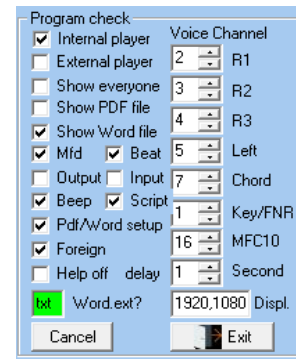 Program check
Internal player
External player
Show everyone
Show PDF file
Show Word file
Mfd Beat
Output Input
Beep Script
Pdf/Word setup
Foreign
Help off delay
txt Word.ext?
Cancel
Voice Channel
2 R1
3 R2
4 R3
5 Left
7 Chord
1 Key/FNR
16 MFC10
1 Second
1920,1080 Displ.
Exit